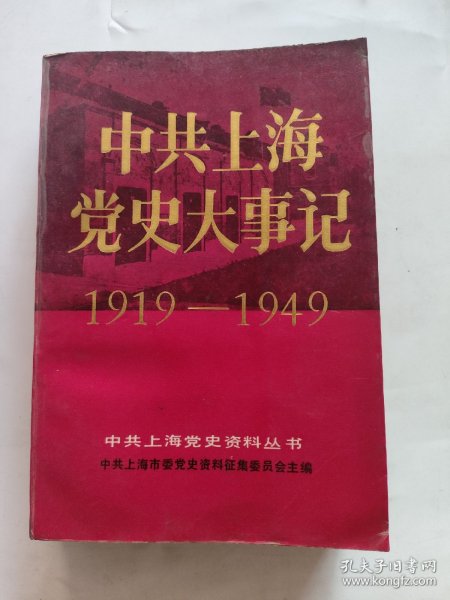 中共上海
党史大事记
1919—1949
中共上海党史资料丛书
中共上海市委党史资料征集委员会主编
孔夫子旧书网
www.kongfz.com